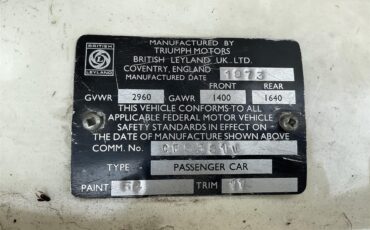 BRITISH
LEYLAND
MANUFACTURED BY
TRIUMPH MOTORS
BRITISH LEYLAND UK. LTD.
COVENTRY, ENGLAND
MANUFACTURED DATE 1973
FRONT REAR
GVWR 2960 GAWR 1400 1640
THIS VEHICLE CONFORMS TO ALL
APPLICABLE FEDERAL MOTOR VEHICLE
SAFETY STANDARDS IN EFFECT ON
THE DATE OF MANUFACTURE SHOWN ABOVE
COMM. No.
TYPE PASSENGER CAR
PAINT TRIM